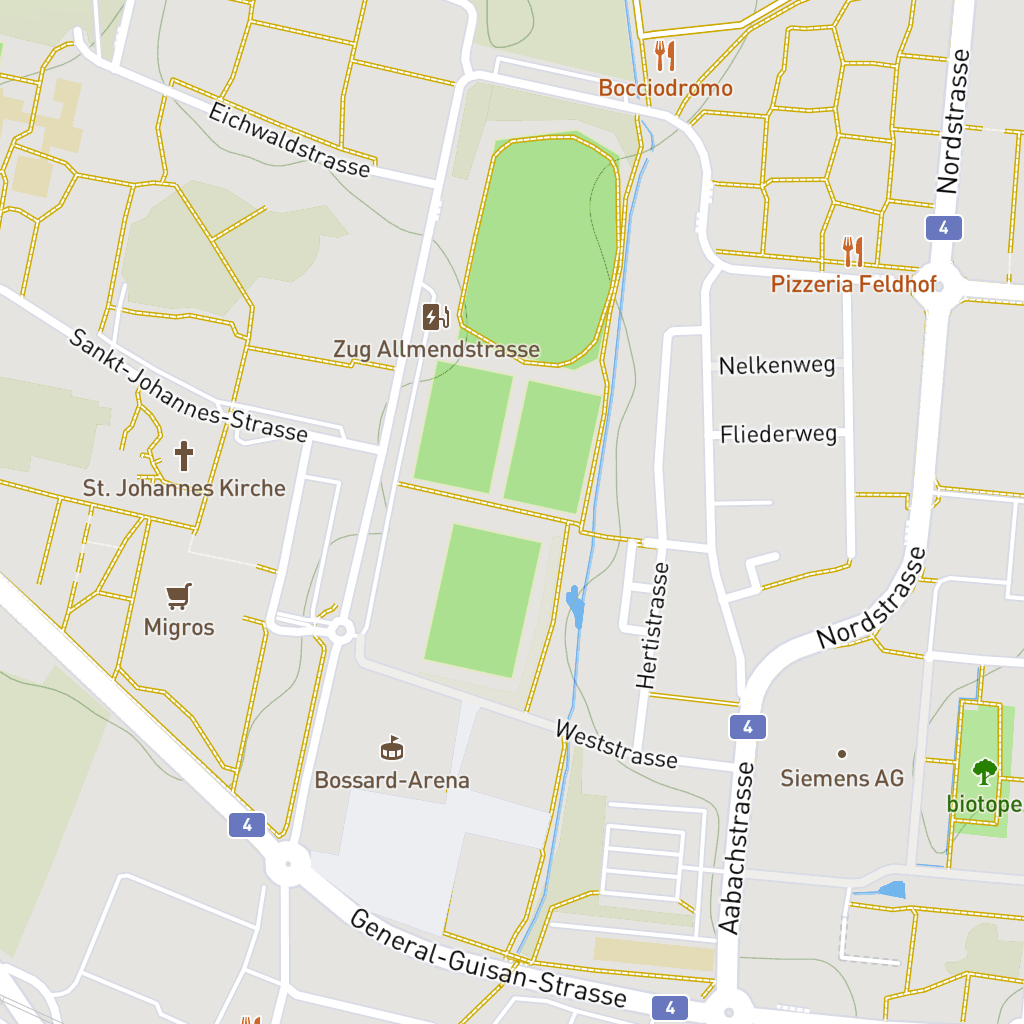 Bocciodromo
Nordstrasse
Eichwaldstrasse
4
Pizzeria Feldhof
Zug Allmendstrasse
Sankt-Johannes-Strasse
Nelkenweg
Fliederweg
St. Johannes Kirche
Migros
Hertistrasse
Nordstrasse
4
Weststrasse
Bossard-Arena
Siemens AG
biotope
4
Aabachstrasse
General-Guisan-Strasse
4